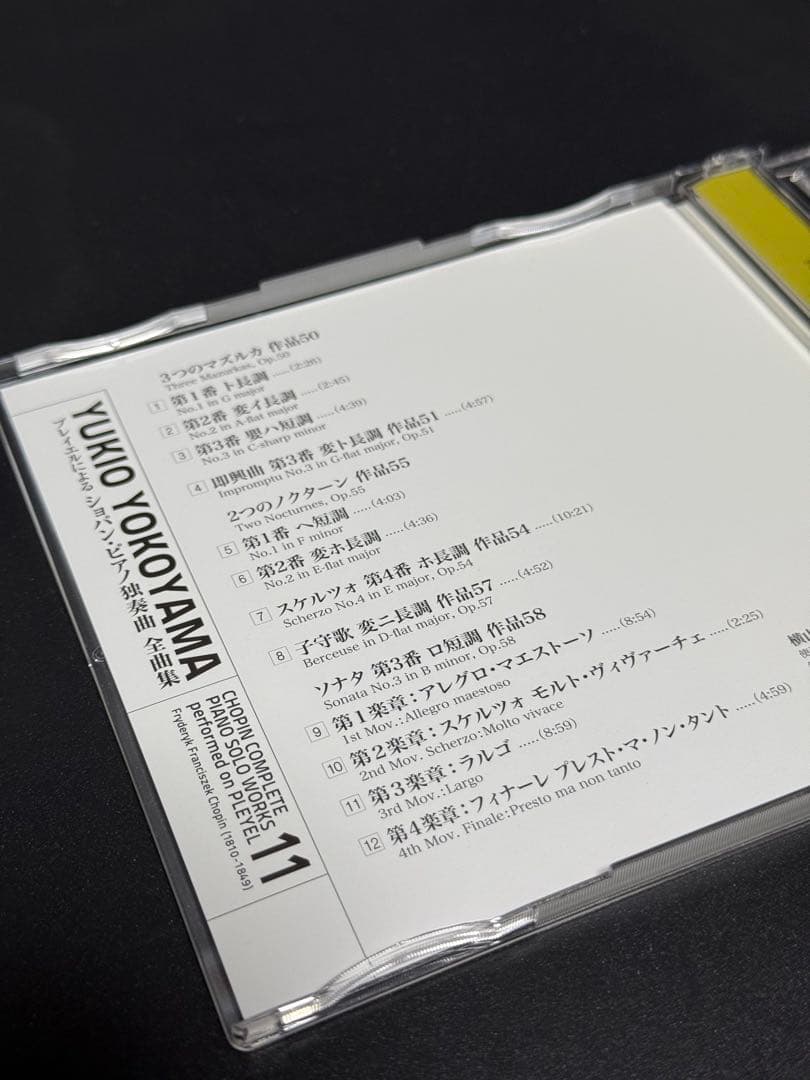 3つのマズルカ 作品50
Three Mazurkas, Op.50
1 第1番 ト長調 .....(2:26)
No.1 in G major
2 第2番 変イ長調 .....(2:45)
No.2 in A-flat major
3 第3番 嬰ハ短調 .....(4:39)
No.3 in C-sharp minor
4 即興曲 第3番 変ト長調 作品51 .....(4:57)
Impromptu No.3 in G-flat major, Op.51
2つのノクターン 作品55
Two Nocturnes, Op.55
5 第1番 ヘ短調 .....(4:03)
No.1 in F minor
6 第2番 変ホ長調 .....(4:36)
No.2 in E-flat major
7 スケルツォ 第4番 ホ長調 作品54 .....(10:21)
Scherzo No.4 in E major, Op.54
8 子守歌 変ニ長調 作品57 .....(4:52)
Berceuse in D-flat major, Op.57
ソナタ 第3番 ロ短調 作品58
Sonata No.3 in B minor, Op.58
9 第1楽章：アレグロ・マエストーソ .....(8:54)
1st Mov.:Allegro maestoso
10 第2楽章：スケルツォ モルト・ヴィヴァーチェ .....(2:25)
2nd Mov. Scherzo:Molto vivace
11 第3楽章：ラルゴ .....(8:59)
3rd Mov.:Largo
12 第4楽章：フィナーレ プレスト・マ・ノン・タント .....(4:59)
4th Mov. Finale:Presto ma non tanto
YUKIO YOKOYAMA
プレイエルによる ショパン・ピアノ独奏曲 全曲集
CHOPIN COMPLETE
PIANO SOLO WORKS
performed on PLEYEL
11
Fryderyk Franciszek Chopin (1810-1849)